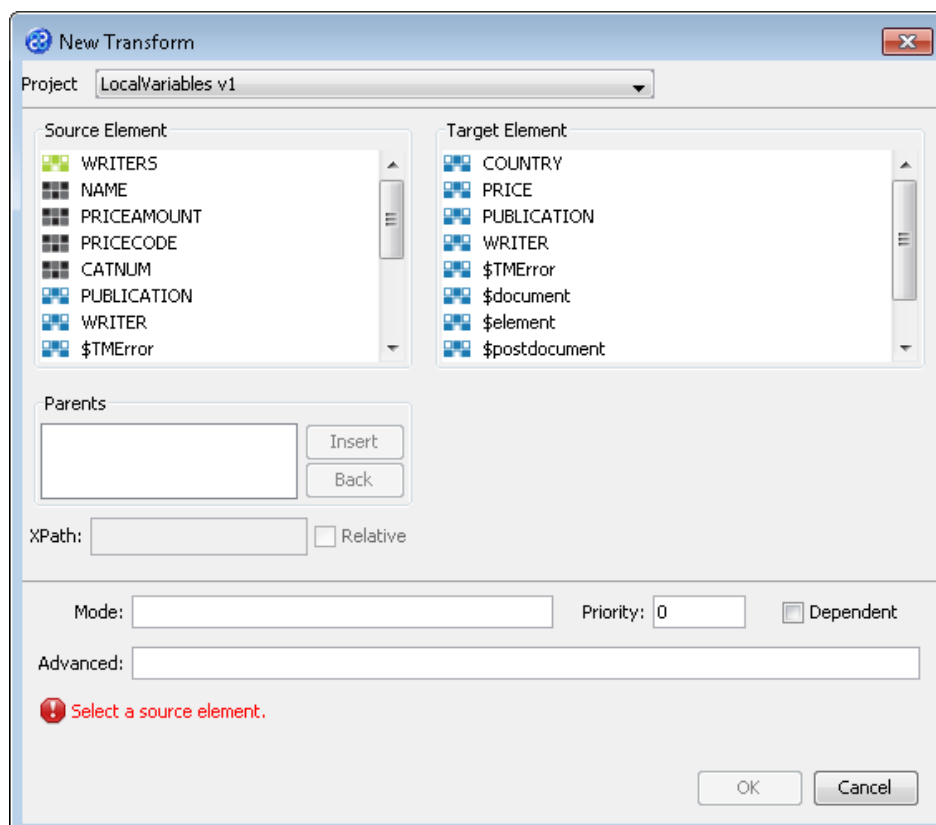 New Transform
Project LocalVariables v1
Source Element
WRITERS
NAME
PRICEAMOUNT
PRICECODE
CATNUM
PUBLICATION
WRITER
$TMError
Target Element
COUNTRY
PRICE
PUBLICATION
WRITER
$TMError
$document
$element
$postdocument
Parents
Insert
Back
XPath: Relative
Mode: Priority: 0 Dependent
Advanced:
Select a source element.
OK Cancel